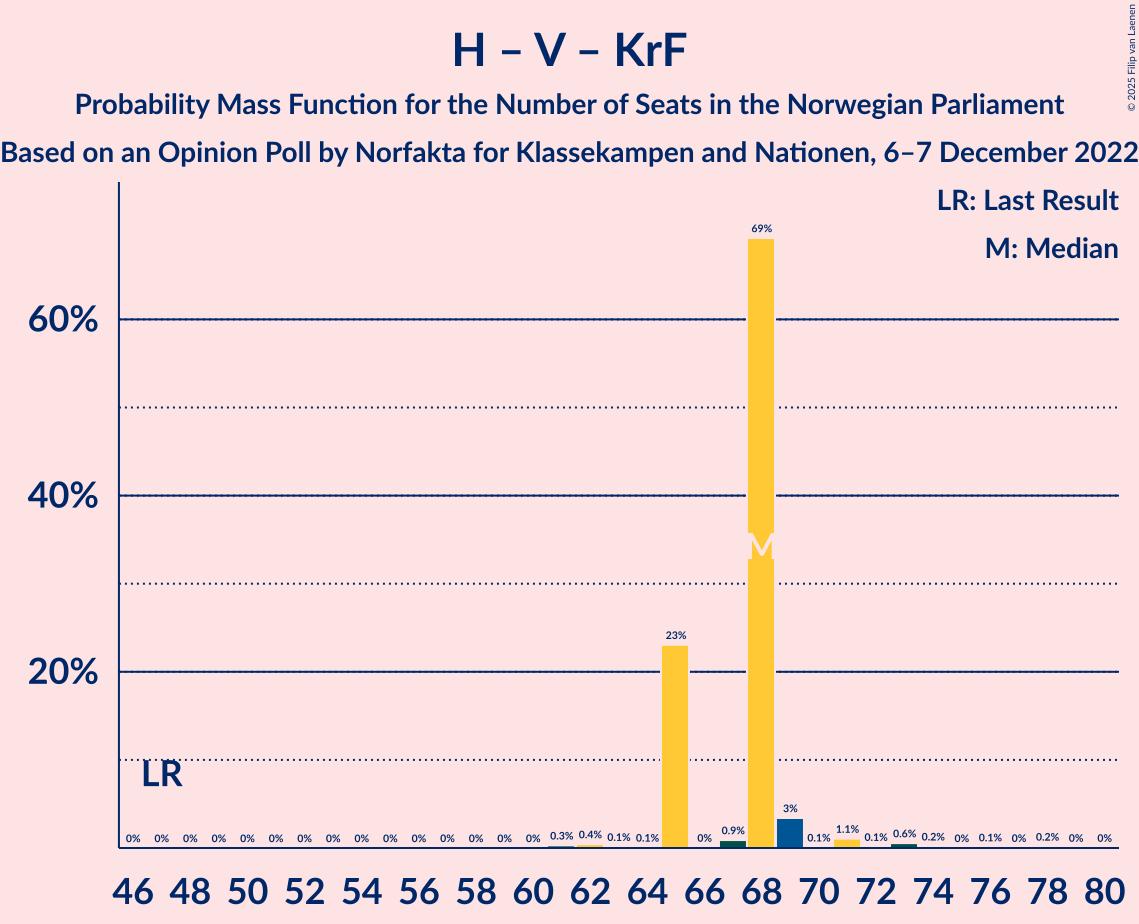 H – V – KrF
Probability Mass Function for the Number of Seats in the Norwegian Parliament
Based on an Opinion Poll by Norfakta for Klassekampen and Nationen, 6–7 December 2022
© 2025 Filip van Laenen
LR: Last Result
M: Median
69%
60%
40%
M
23%
20%
LR
3%
0% 0% 0% 0% 0% 0% 0% 0% 0% 0% 0% 0% 0% 0% 0% 0.3% 0.4% 0.1% 0.1% 0% 0.9% 0.1% 1.1% 0.1% 0.6% 0.2% 0% 0.1% 0% 0.2% 0% 0%
46 48 50 52 54 56 58 60 62 64 66 68 70 72 74 76 78 80